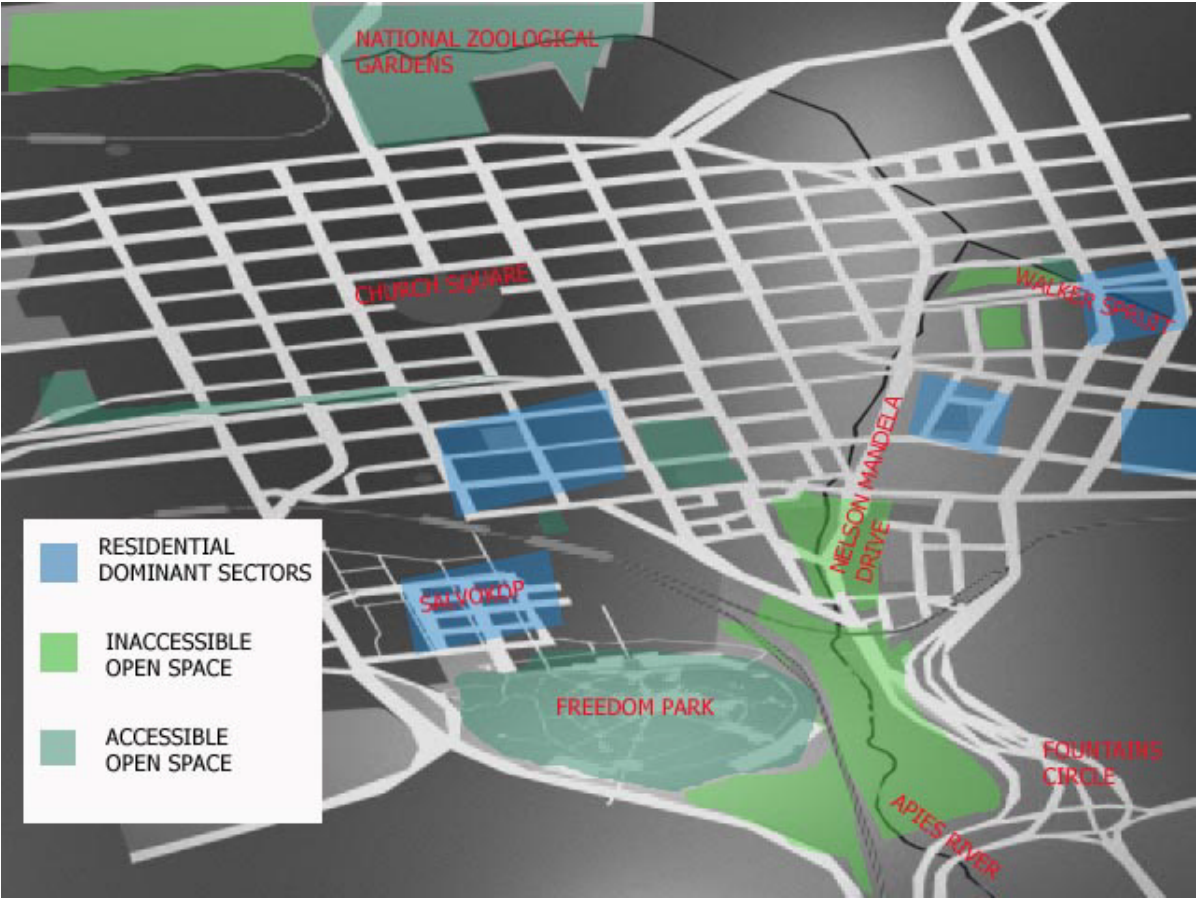 NATIONAL ZOOLOGICAL
GARDENS
CHURCH SQUARE
WALKER SPRUIT
NELSON MANDELA
DRIVE
RESIDENTIAL
DOMINANT SECTORS
INACCESSIBLE
OPEN SPACE
ACCESSIBLE
OPEN SPACE
SALVOKOP
FREEDOM PARK
FOUNTAINS
CIRCLE
APIES RIVER